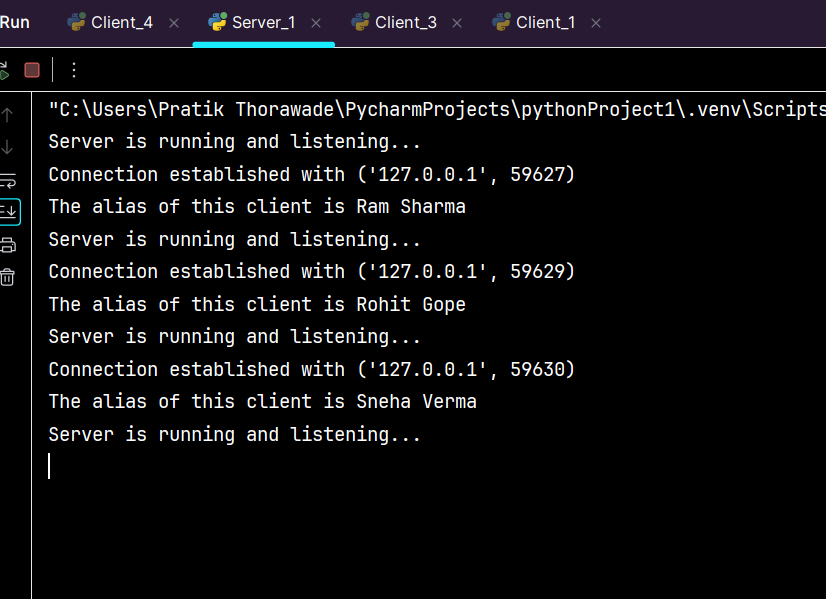 Run Client_4 Server_1 Client_3 Client_1
"C:\Users\Pratik Thorawade\PycharmProjects\pythonProject1\.venv\Scripts
Server is running and listening...
Connection established with ('127.0.0.1', 59627)
The alias of this client is Ram Sharma
Server is running and listening...
Connection established with ('127.0.0.1', 59629)
The alias of this client is Rohit Gope
Server is running and listening...
Connection established with ('127.0.0.1', 59630)
The alias of this client is Sneha Verma
Server is running and listening...